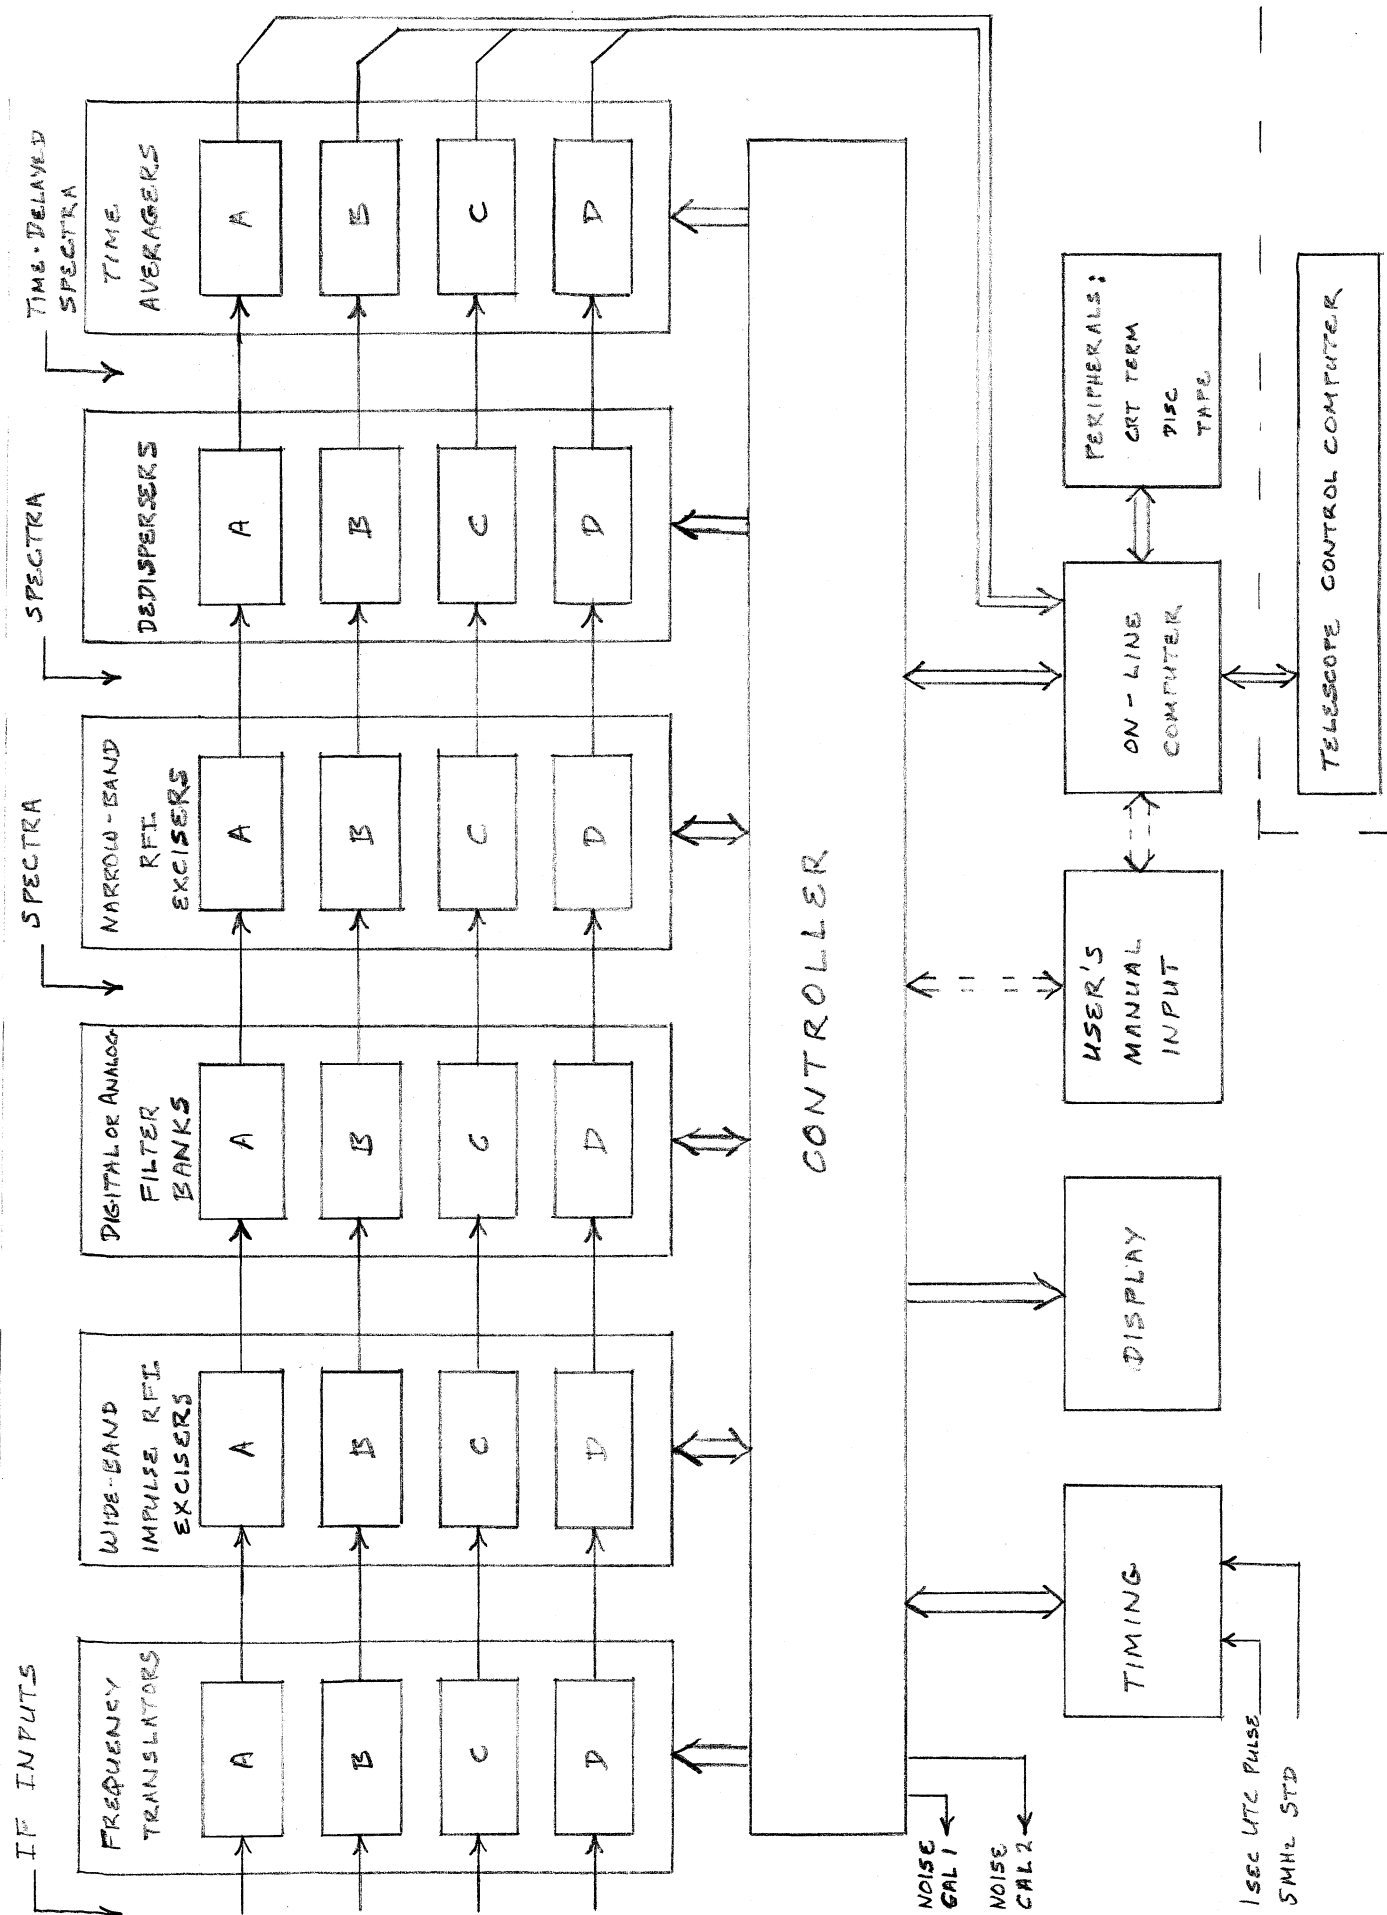 IF INPUTS
SPECTRA
SPECTRA
TIME-DELAYED
SPECTRA
FREQUENCY
TRANSLATORS
A
B
C
D
WIDE-BAND
IMPULSE RFI
EXCISERS
A
B
C
D
DIGITAL OR ANALOG
FILTER
BANKS
A
B
C
D
NARROW-BAND
RFI
EXCISERS
A
B
C
D
DEDISPERSERS
A
B
C
D
TIME
AVERAGERS
A
B
C
D
CONTROLLER
NOISE
CAL 1
NOISE
CAL 2
TIMING
1 SEC UTC PULSE
5MHz STD
DISPLAY
USER'S
MANUAL
INPUT
ON-LINE
COMPUTER
PERIPHERALS:
CRT TERM
DISC
TAPE
TELESCOPE CONTROL COMPUTER